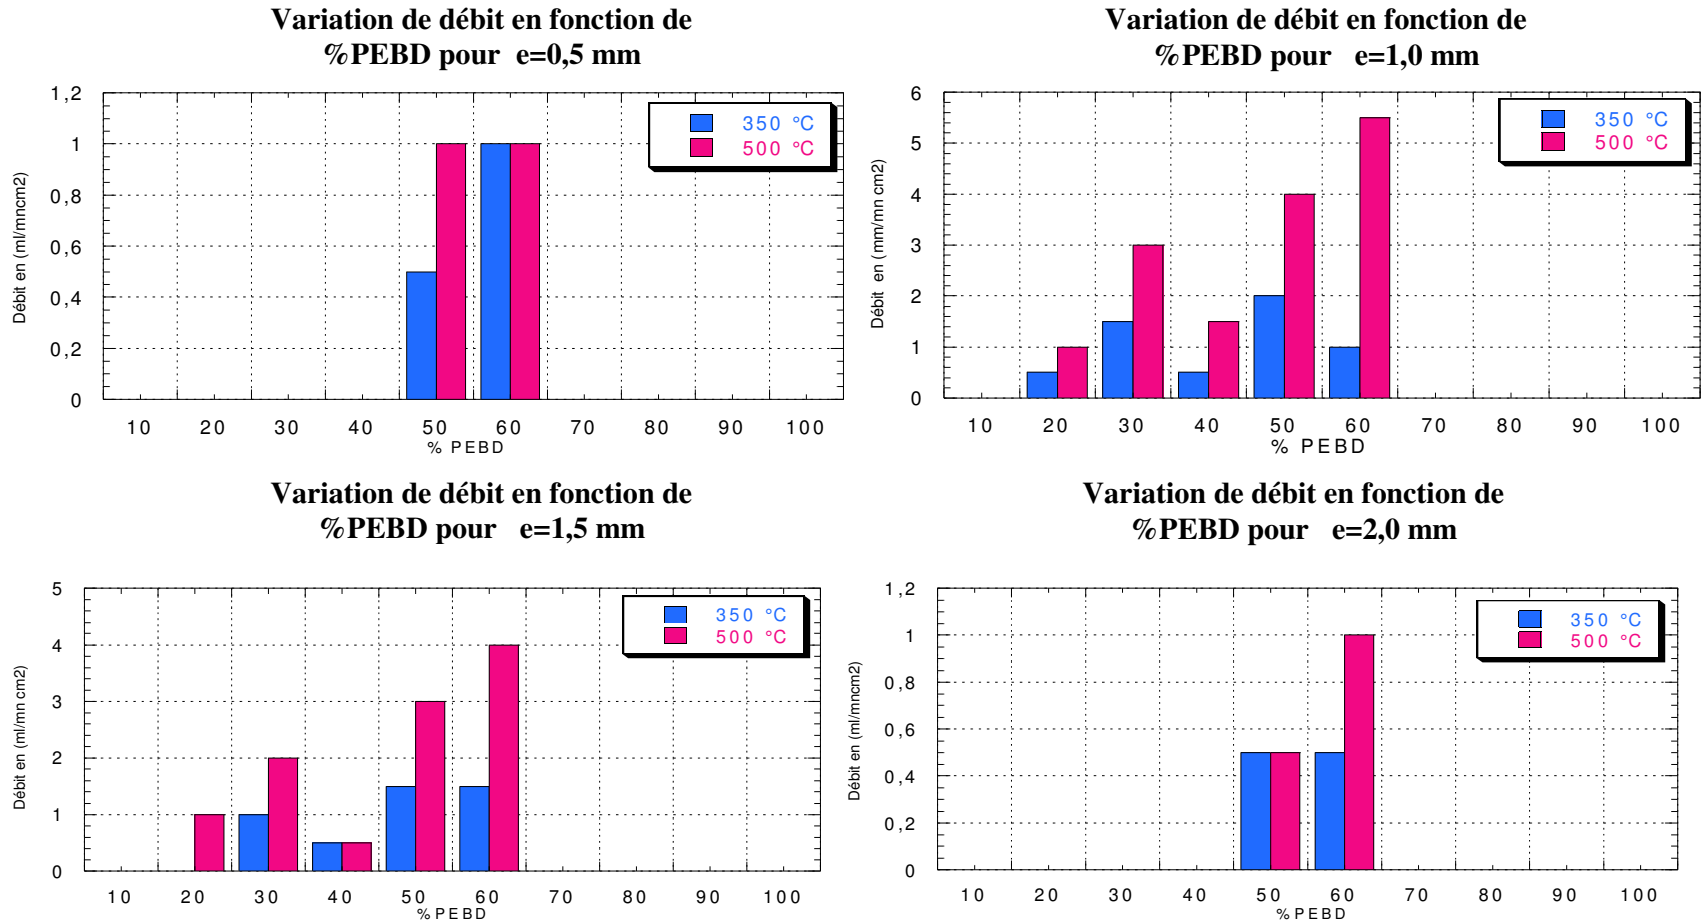 Variation de débit en fonction de
%PEBD pour e=0,5 mm
1,2
1
0,8
0,6
0,4
0,2
0
Débit en (ml/mncm2)
350 °C
500 °C
10 20 30 40 50 60 70 80 90 100
% PEBD
Variation de débit en fonction de
%PEBD pour e=1,0 mm
6
5
4
3
2
1
0
Débit en (mm/mn cm2)
350 °C
500 °C
10 20 30 40 50 60 70 80 90 100
% PEBD
Variation de débit en fonction de
%PEBD pour e=1,5 mm
5
4
3
2
1
0
Débit en (ml/mn cm2)
350 °C
500 °C
10 20 30 40 50 60 70 80 90 100
% PEBD
Variation de débit en fonction de
%PEBD pour e=2,0 mm
1,2
1
0,8
0,6
0,4
0,2
0
Débit en (ml/mncm2)
350 °C
500 °C
10 20 30 40 50 60 70 80 90 100
% PEBD